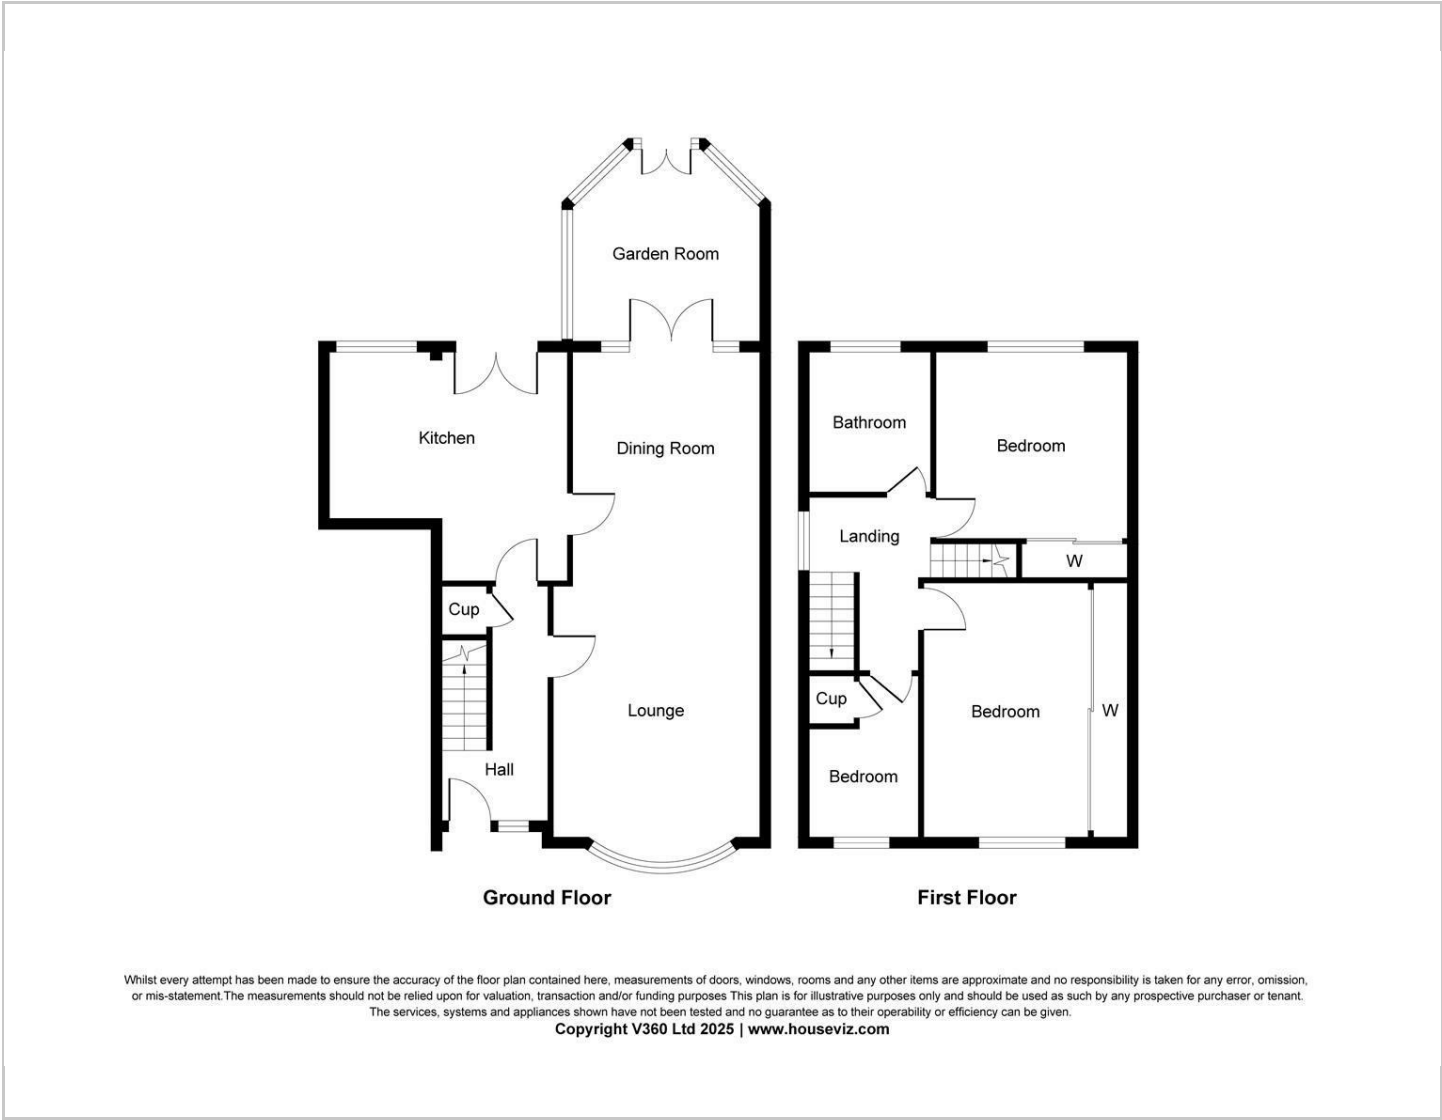 Garden Room
Kitchen
Dining Room
Bathroom
Bedroom
Landing
W
Cup
Lounge
Hall
Cup
Bedroom
W
Bedroom
Ground Floor
First Floor
Whilst every attempt has been made to ensure the accuracy of the floor plan contained here, measurements of doors, windows, rooms and any other items are approximate and no responsibility is taken for any error, omission,
or mis-statement.The measurements should not be relied upon for valuation, transaction and/or funding purposes This plan is for illustrative purposes only and should be used as such by any prospective purchaser or tenant.
The services, systems and appliances shown have not been tested and no guarantee as to their operability or efficiency can be given.
Copyright V360 Ltd 2025 | www.houseviz.com